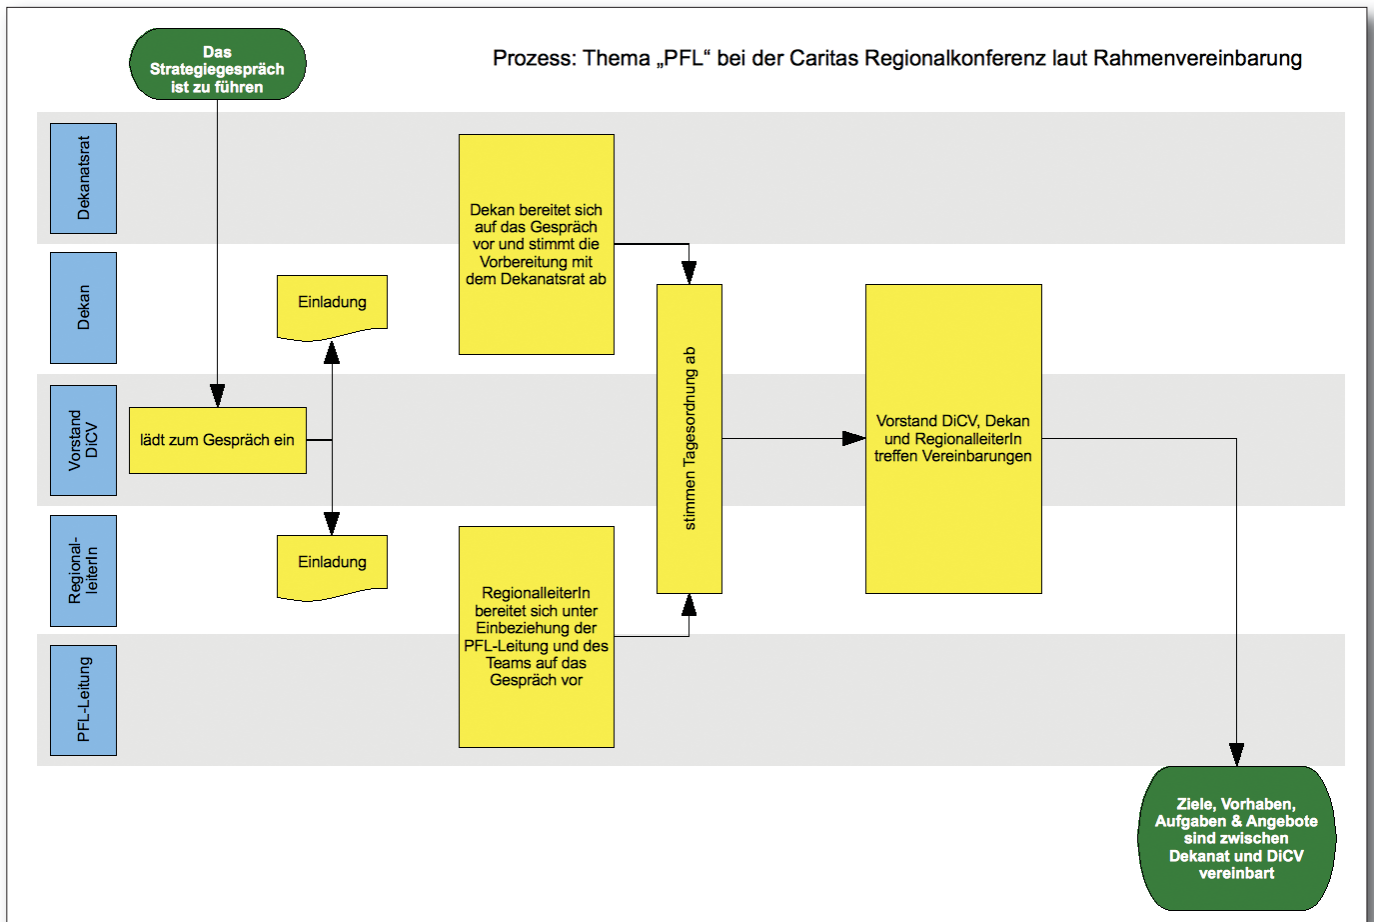 Das
Strategiegespräch
ist zu führen
Prozess: Thema „PFL“ bei der Caritas Regionalkonferenz laut Rahmenvereinbarung
Dekanatsrat
Dekan bereitet sich
auf das Gespräch
vor und stimmt die
Vorbereitung mit
dem Dekanatsrat ab
Dekan
Einladung
Vorstand
DiCV
lädt zum Gespräch ein
stimmen Tagesordnung ab
Vorstand DiCV, Dekan
und RegionalleiterIn
treffen Vereinbarungen
Regional-
leiterIn
Einladung
RegionalleiterIn
bereitet sich unter
Einbeziehung der
PFL-Leitung und des
Teams auf das
Gespräch vor
PFL-Leitung
Ziele, Vorhaben,
Aufgaben & Angebote
sind zwischen
Dekanat und DiCV
vereinbart